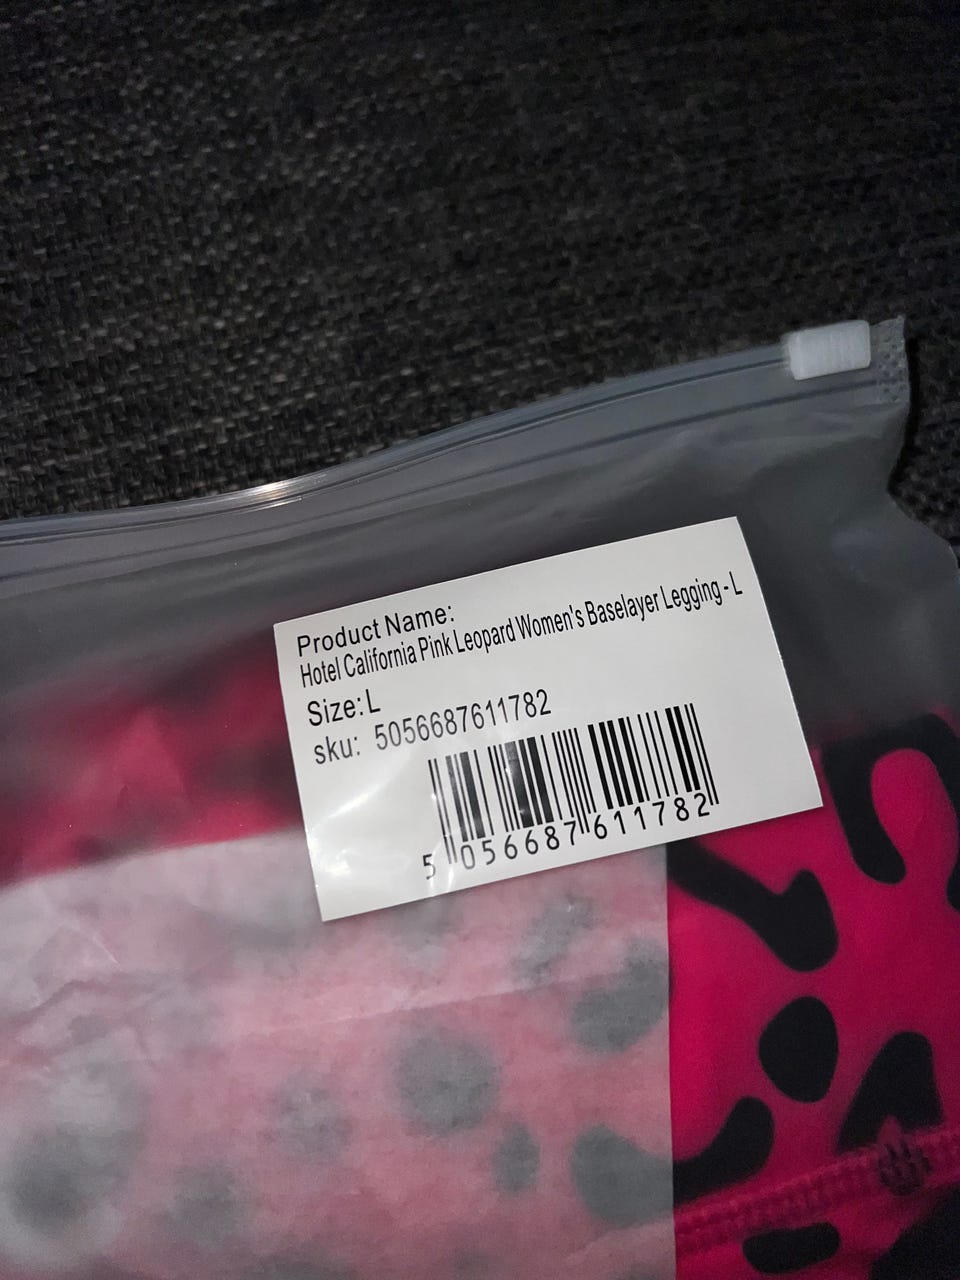 Product Name:
Hotel California Pink Leopard Women's Baselayer Legging - L
Size: L
sku: 5056687611782
5 056687 611782